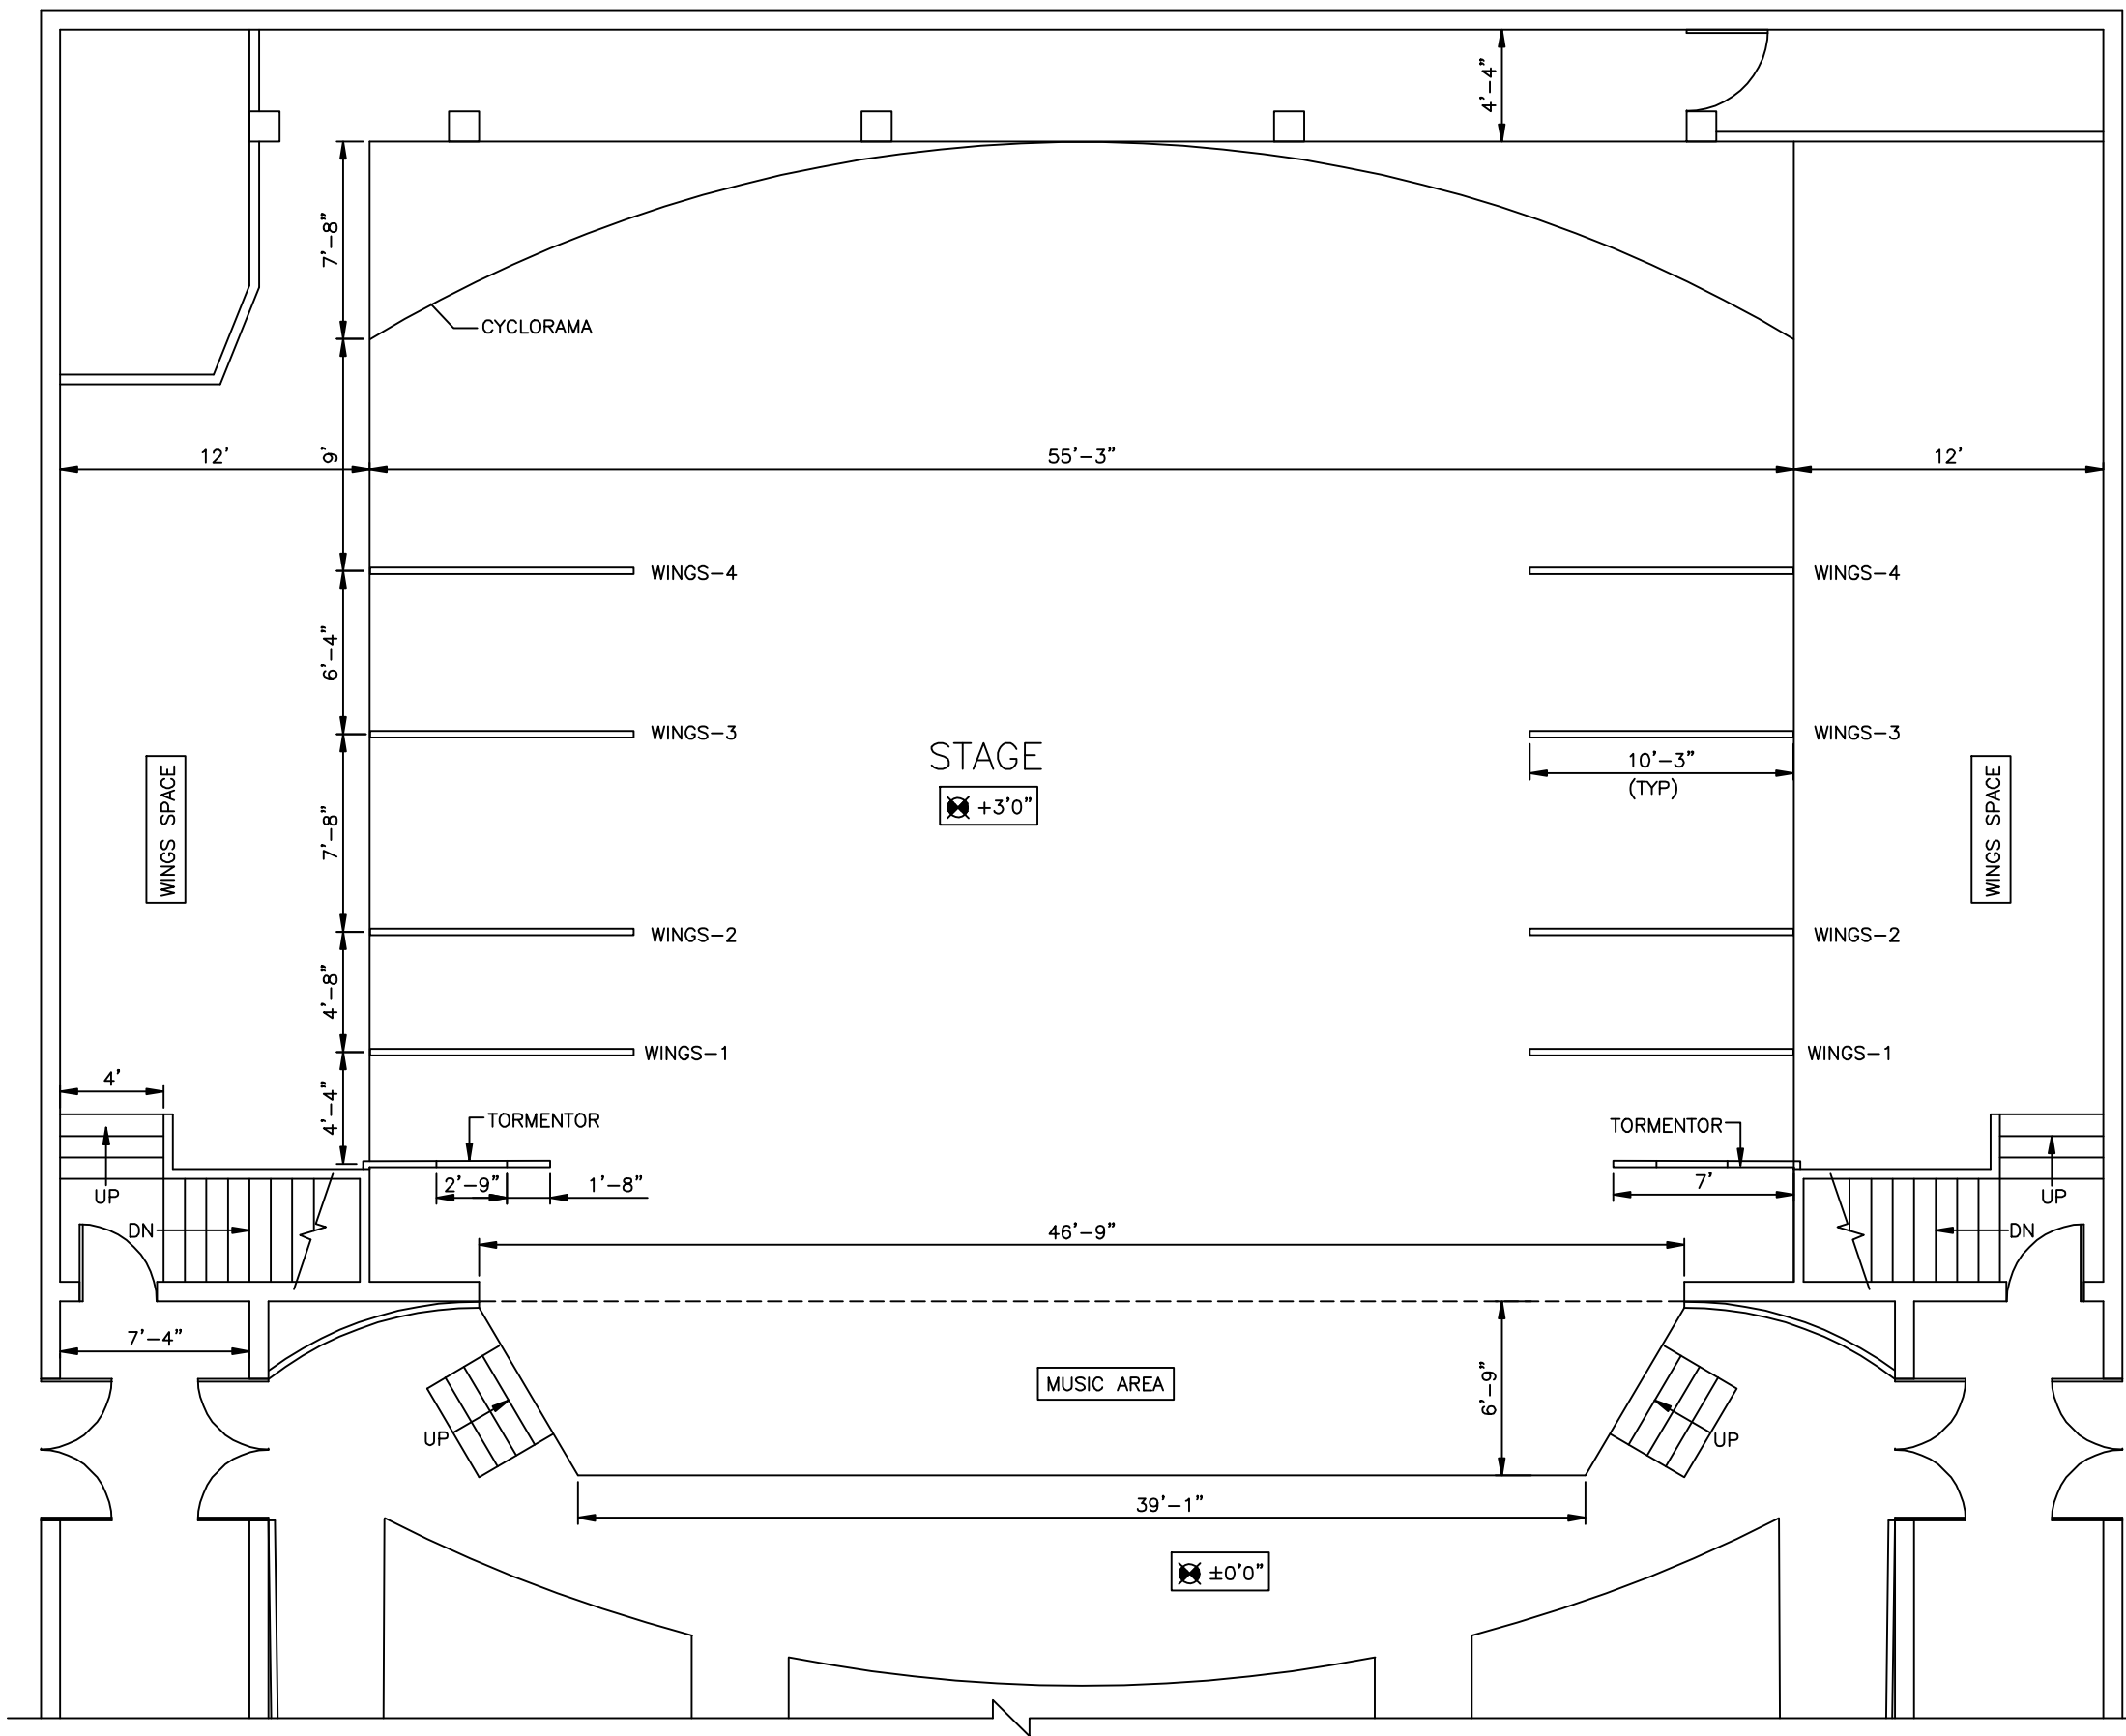 4'-4"
7'-8"
CYCLORAMA
12'
9'
55'-3"
12'
WINGS-4
WINGS-4
6'-4"
WINGS-3
WINGS-3
STAGE
10'-3"
(TYP)
+3'0"
WINGS SPACE
7'-8"
WINGS SPACE
WINGS-2
WINGS-2
4'-8"
WINGS-1
WINGS-1
4'
4'-4"
TORMENTOR
TORMENTOR
2'-9"
1'-8"
7'
UP
UP
DN
46'-9"
DN
7'-4"
MUSIC AREA
6'-9"
UP
UP
39'-1"
±0'0"